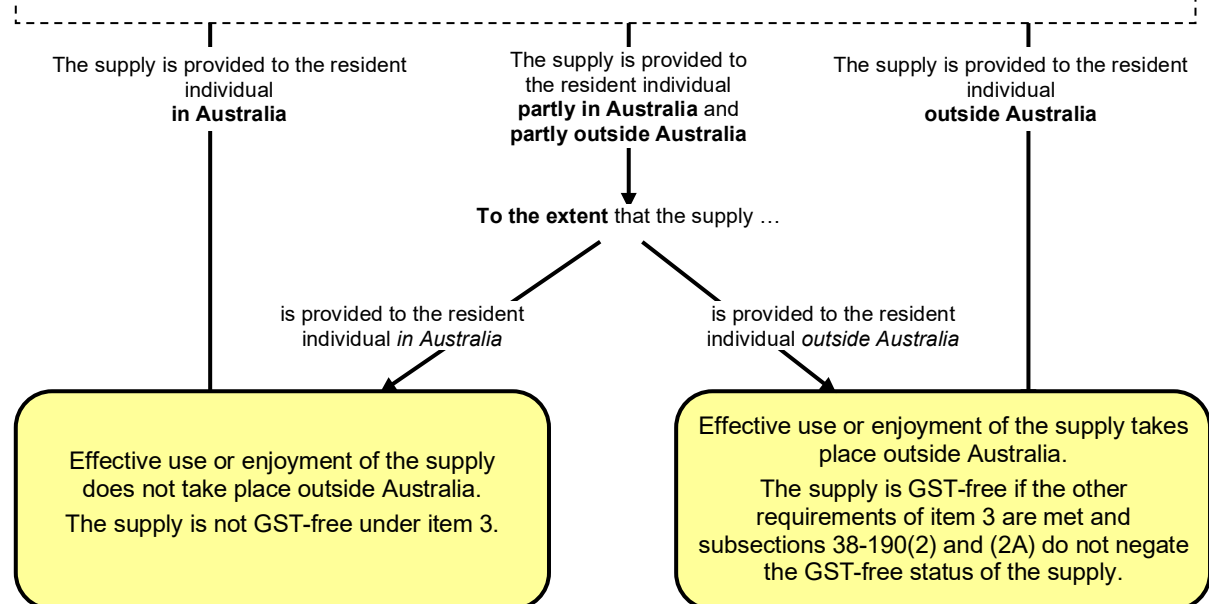 The supply is provided to the resident
individual
in Australia
The supply is provided to
the resident individual
partly in Australia and
partly outside Australia
The supply is provided to the resident
individual
outside Australia
To the extent that the supply …
is provided to the resident
individual in Australia
is provided to the resident
individual outside Australia
Effective use or enjoyment of the supply
does not take place outside Australia.
The supply is not GST-free under item 3.
Effective use or enjoyment of the supply takes
place outside Australia.
The supply is GST-free if the other
requirements of item 3 are met and
subsections 38-190(2) and (2A) do not negate
the GST-free status of the supply.